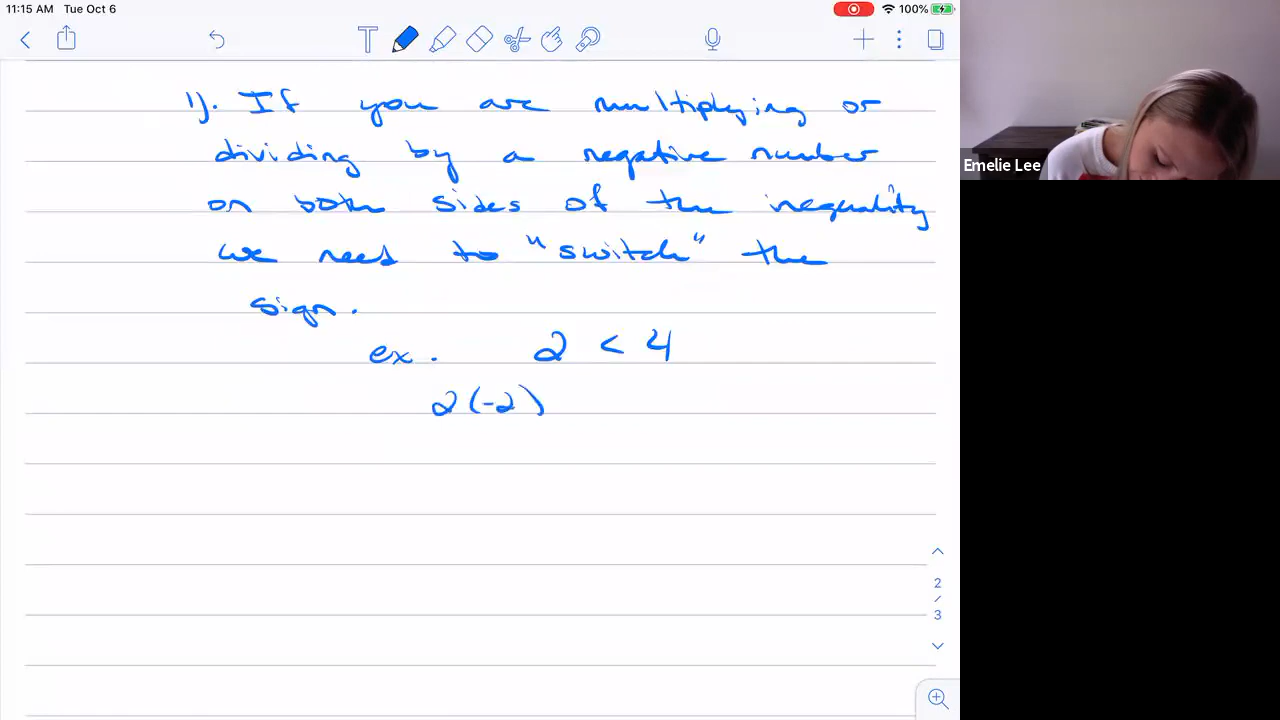 11:15 AM Tue Oct 6
100%
1). If you are multiplying or
dividing by a negative number
on both sides of the inequality
we need to "switch" the
sign.
ex. 2 < 4
2(-2)
Emelie Lee
2
/
3